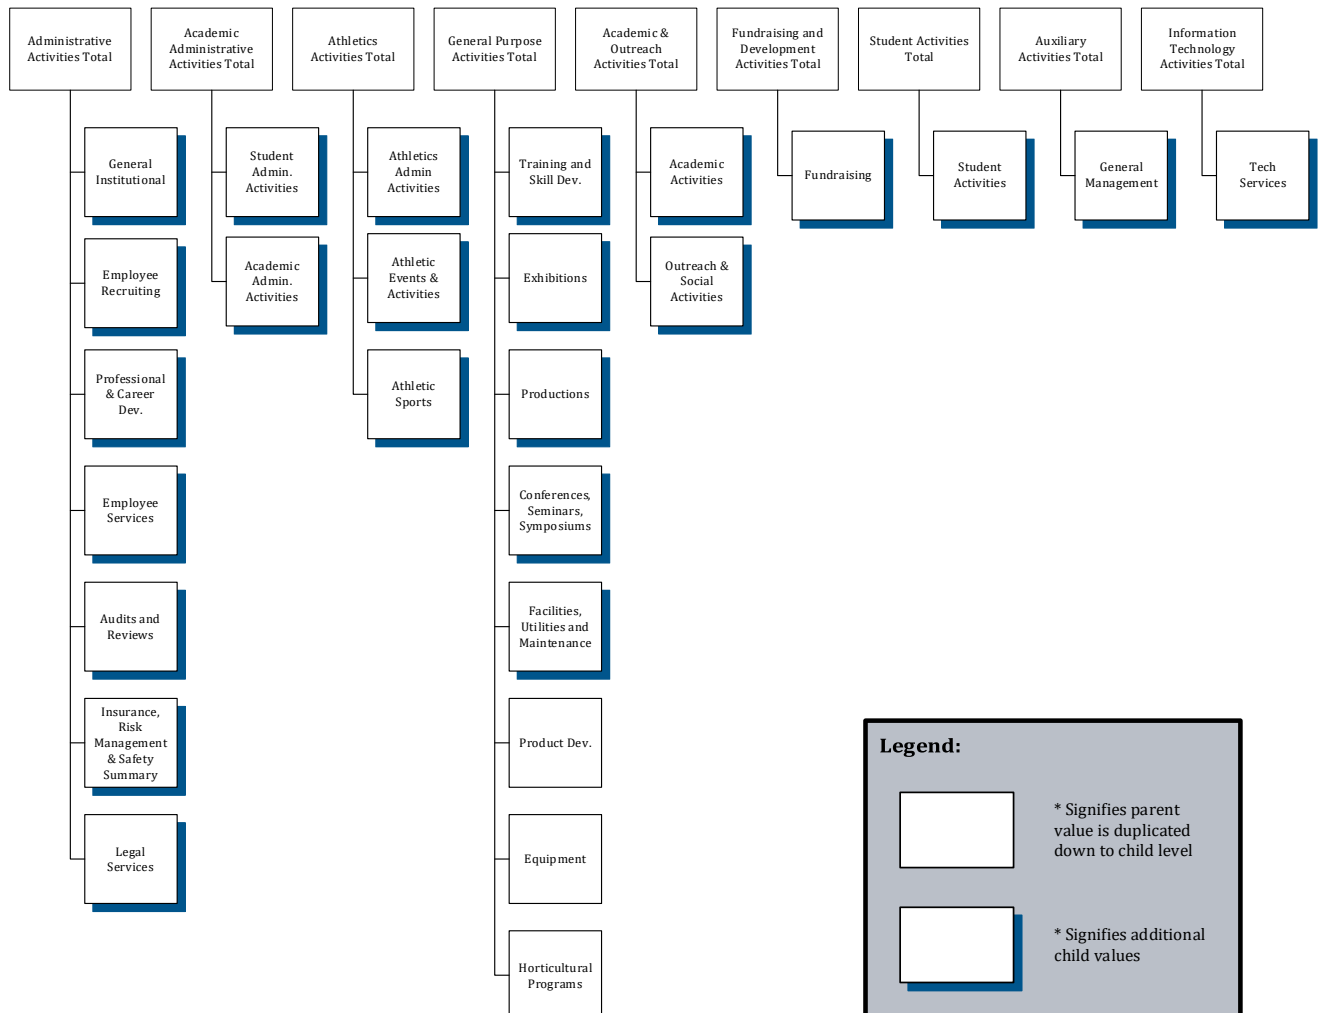 Administrative
Activities Total
Academic
Administrative
Activities Total
Athletics
Activities Total
General Purpose
Activities Total
Academic &
Outreach
Activities Total
Fundraising and
Development
Activities Total
Student Activities
Total
Auxiliary
Activities Total
Information
Technology
Activities Total
General
Institutional
Employee
Recruiting
Professional
& Career
Dev.
Employee
Services
Audits and
Reviews
Insurance,
Risk
Management
& Safety
Summary
Legal
Services
Student
Admin.
Activities
Academic
Admin.
Activities
Athletics
Admin
Activities
Athletic
Events &
Activities
Athletic
Sports
Training and
Skill Dev.
Exhibitions
Productions
Conferences,
Seminars,
Symposiums
Facilities,
Utilities and
Maintenance
Product Dev.
Equipment
Horticultural
Programs
Academic
Activities
Outreach &
Social
Activities
Fundraising
Student
Activities
General
Management
Tech
Services
Legend:
* Signifies parent
value is duplicated
down to child level
* Signifies additional
child values